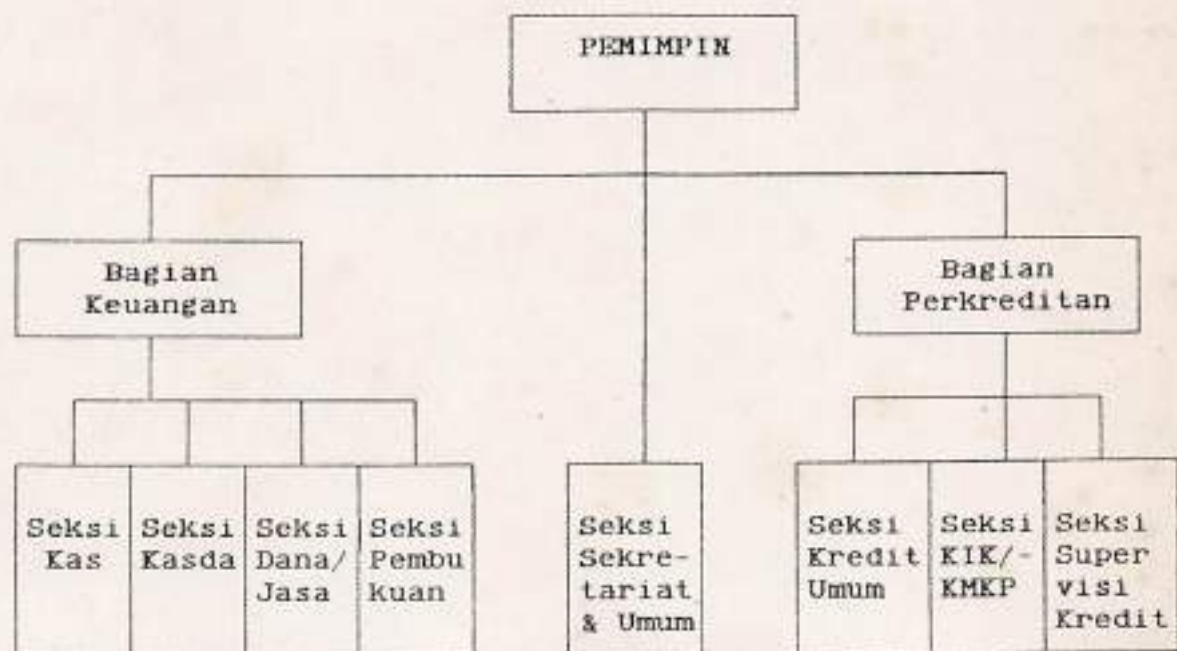 PEMIMPIN
Bagian
Keuangan
Bagian
Perkreditan
Seksi
Kas
Seksi
Kasda
Seksi
Dana/
Jasa
Seksi
Pembu
kuan
Seksi
Sekre-
tariat
& Umum
Seksi
Kredit
Umum
Seksi
KIK/-
KMKP
Seksi
Super
visi
Kredit